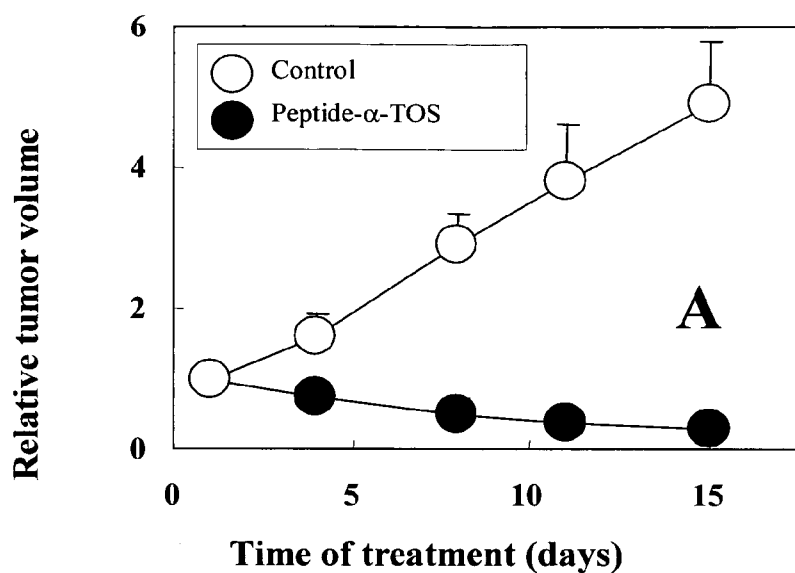 6
4
2
0
Relative tumor volume
Control
Peptide-α-TOS
A
0 5 10 15
Time of treatment (days)